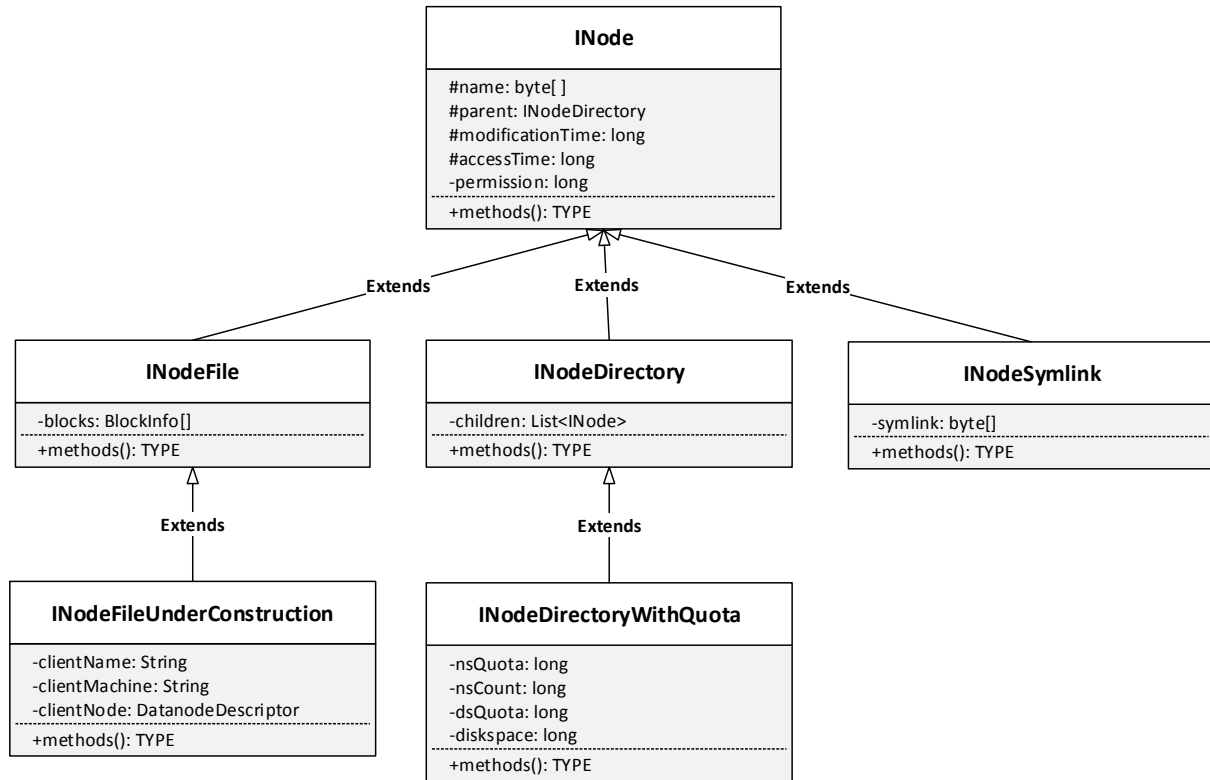 INode
#name: byte[ ]
#parent: INodeDirectory
#modificationTime: long
#accessTime: long
-permission: long
+methods(): TYPE
Extends
Extends
Extends
INodeFile
-blocks: BlockInfo[]
+methods(): TYPE
INodeDirectory
-children: List<INode>
+methods(): TYPE
INodeSymlink
-symlink: byte[]
+methods(): TYPE
Extends
Extends
INodeFileUnderConstruction
-clientName: String
-clientMachine: String
-clientNode: DatanodeDescriptor
+methods(): TYPE
INodeDirectoryWithQuota
-nsQuota: long
-nsCount: long
-dsQuota: long
-diskspace: long
+methods(): TYPE